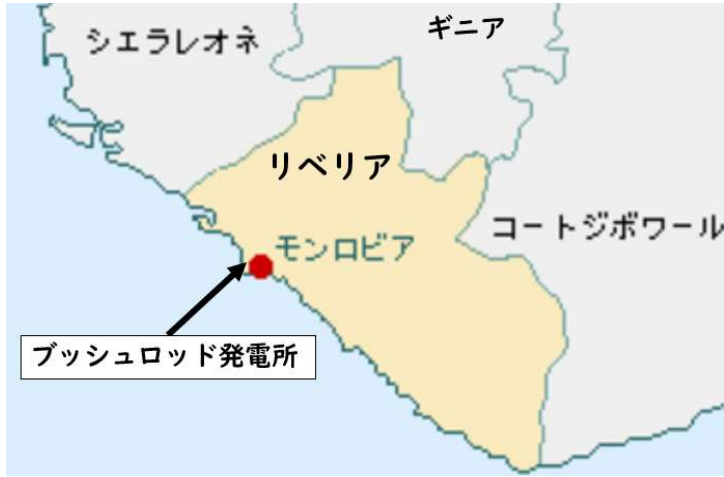 ギニア
シエラレオネ
リベリア
コートジボワール
モンロビア
ブッシュロッド発電所